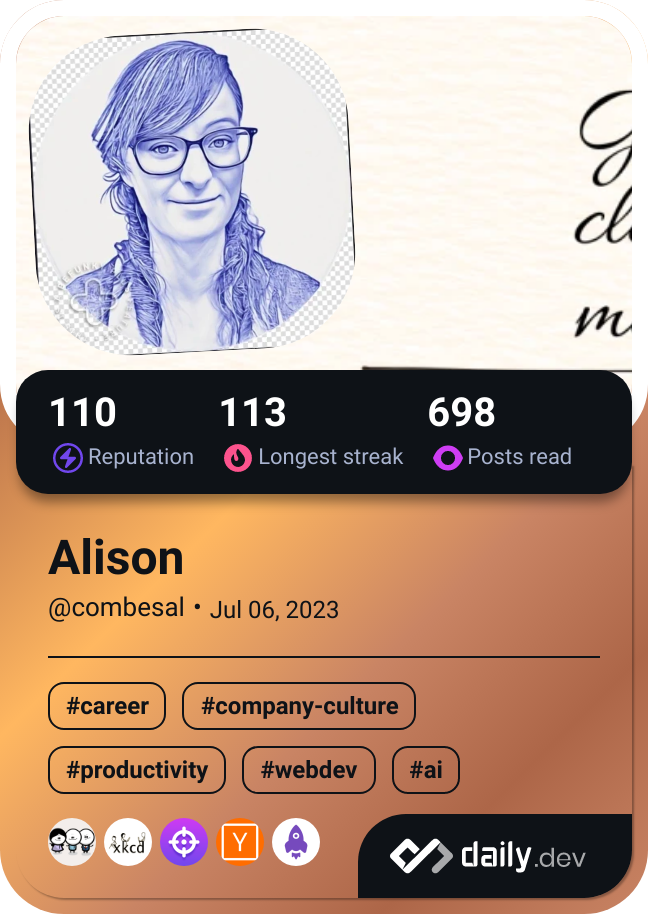 110
113
698
Reputation
Longest streak
Posts read
Alison
@combesal • Jul 06, 2023
#career
#company-culture
#productivity
#webdev
#ai
xkcd
Y
daily.dev